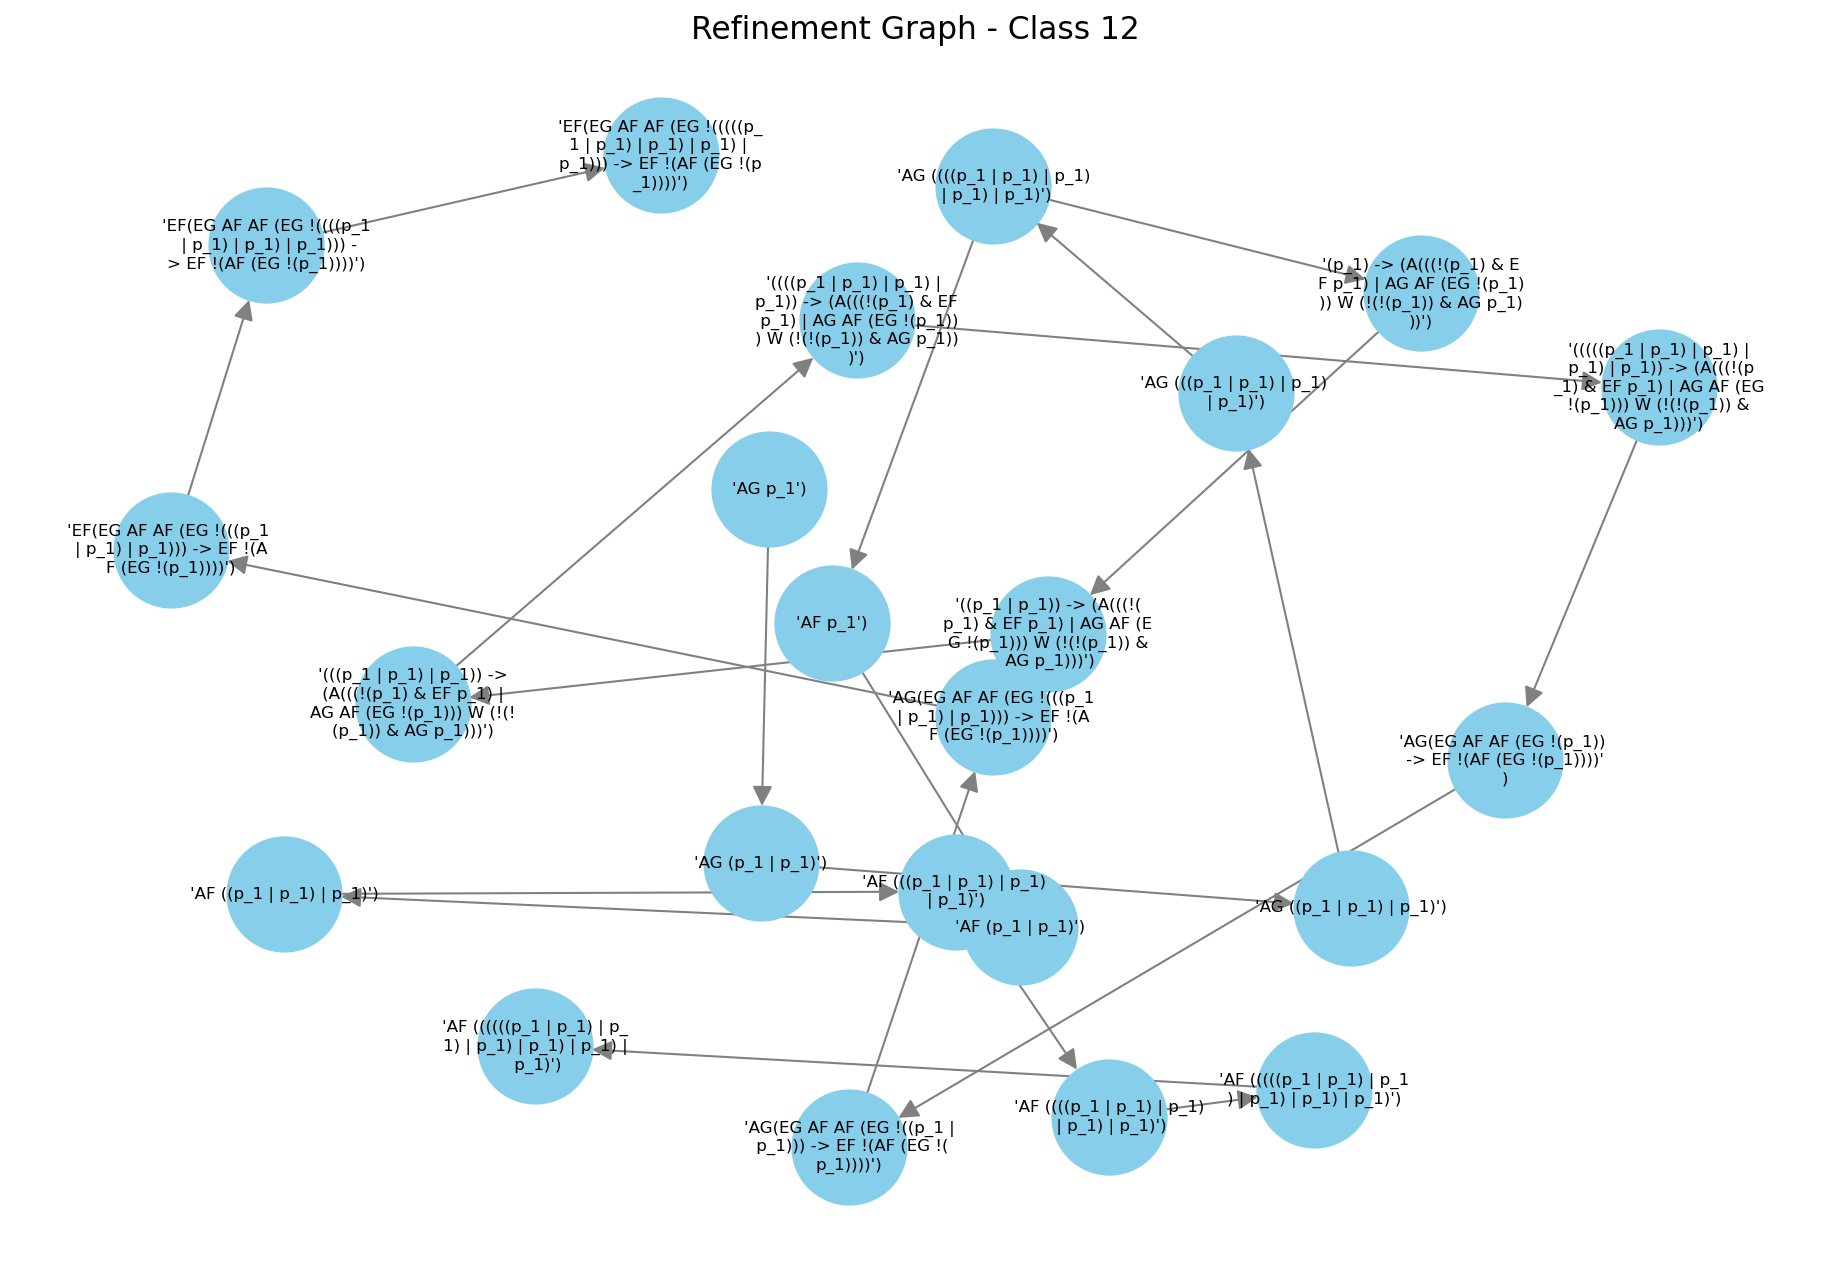 Refinement Graph - Class 12
'EF(EG AF AF (EG !(((((p_
1 | p_1) | p_1) | p_1) |
p_1))) -> EF !(AF (EG !(p
_1))))')
'AG ((((p_1 | p_1) | p_1)
| p_1) | p_1)')
'EF(EG AF AF (EG !((((p_1
| p_1) | p_1) | p_1))) -
> EF !(AF (EG !(p_1))))')
'((((p_1 | p_1) | p_1) |
p_1)) -> (A(((!(p_1) & EF
p_1) | AG AF (EG !(p_1))
) W (!(!(p_1)) & AG p_1))
)')
'(p_1) -> (A(((!(p_1) & E
F p_1) | AG AF (EG !(p_1)
)) W (!(!(p_1)) & AG p_1)
))')
'AG (((p_1 | p_1) | p_1)
| p_1)')
'(((((p_1 | p_1) | p_1) |
p_1) | p_1)) -> (A(((!(p
_1) & EF p_1) | AG AF (EG
!(p_1))) W (!(!(p_1)) &
AG p_1)))')
'AG p_1')
'EF(EG AF AF (EG !(((p_1
| p_1) | p_1))) -> EF !(A
F (EG !(p_1))))')
'AF p_1')
'((p_1 | p_1)) -> (A(((!(
p_1) & EF p_1) | AG AF (E
G !(p_1))) W (!(!(p_1)) &
AG p_1)))')
'(((p_1 | p_1) | p_1)) ->
(A(((!(p_1) & EF p_1) |
AG AF (EG !(p_1))) W (!(!
(p_1)) & AG p_1)))')
'AG(EG AF AF (EG !(((p_1
| p_1) | p_1))) -> EF !(A
F (EG !(p_1))))')
'AG(EG AF AF (EG !(p_1))
-> EF !(AF (EG !(p_1))))'
)
'AG (p_1 | p_1)')
'AF ((p_1 | p_1) | p_1)')
'AF (((p_1 | p_1) | p_1)
| p_1)')
'AF (p_1 | p_1)')
'AG ((p_1 | p_1) | p_1)')
'AF ((((((p_1 | p_1) | p_
1) | p_1) | p_1) | p_1) |
p_1)')
'AG(EG AF AF (EG !((p_1 |
p_1))) -> EF !(AF (EG !(
p_1))))')
'AF ((((p_1 | p_1) | p_1)
| p_1) | p_1)')
'AF (((((p_1 | p_1) | p_1
) | p_1) | p_1) | p_1)')